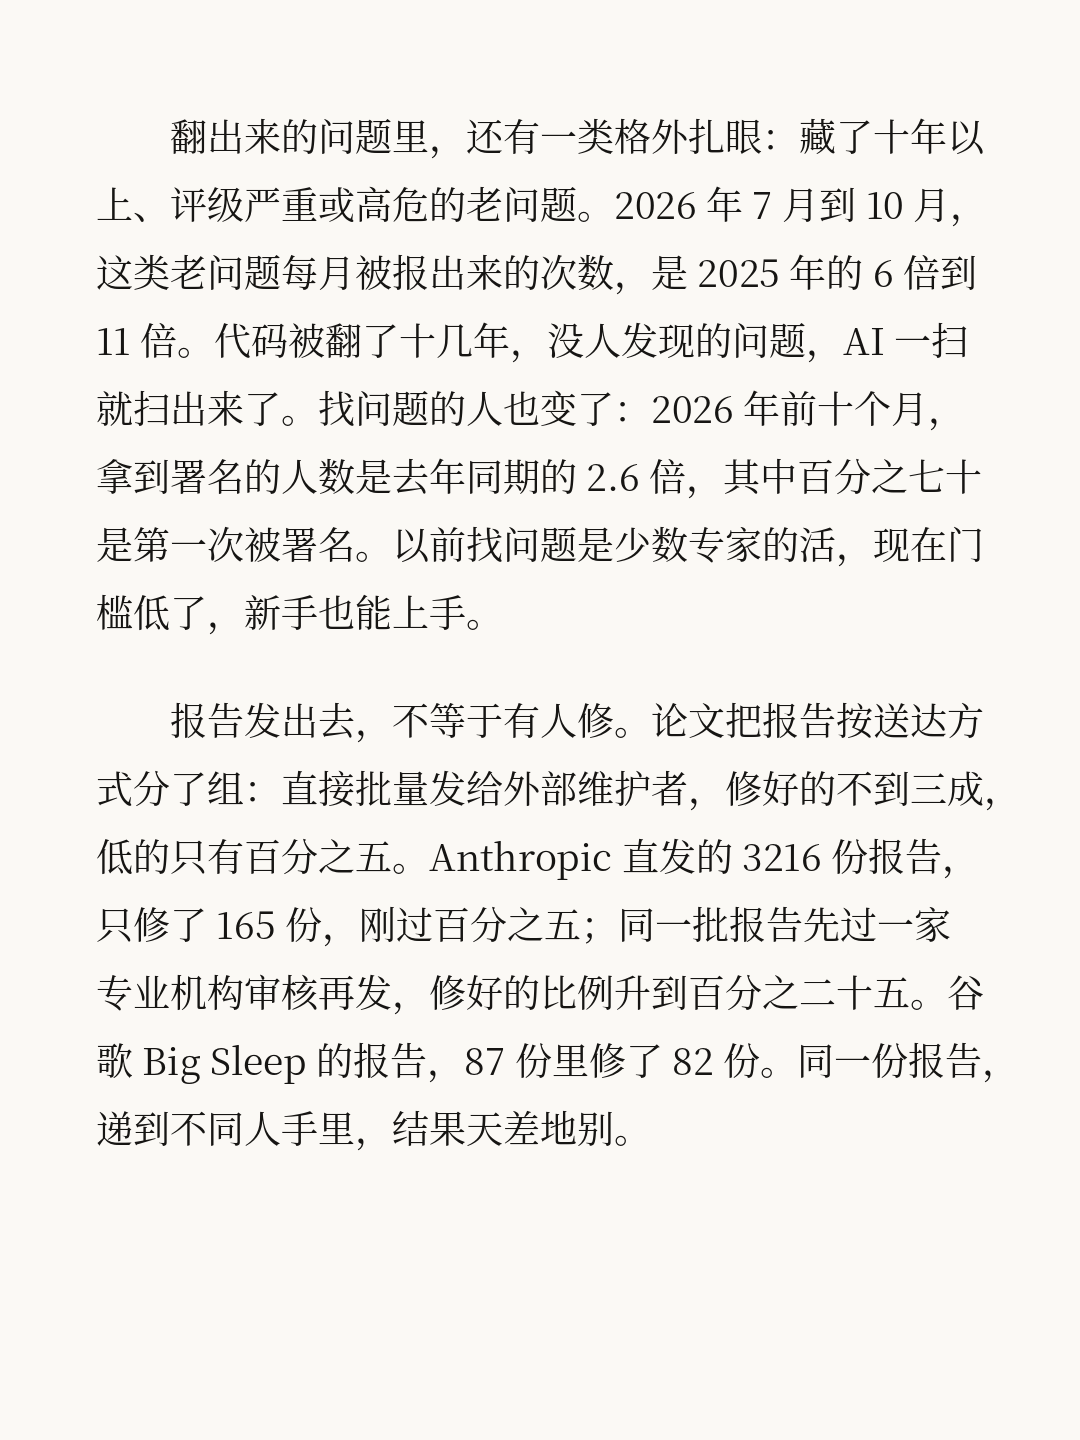 翻出来的问题里，还有一类格外扎眼：藏了十年以
上、评级严重或高危的老问题。2026 年 7 月到 10 月，
这类老问题每月被报出来的次数，是 2025 年的 6 倍到
11 倍。代码被翻了十几年，没人发现的问题，AI 一扫
就扫出来了。找问题的人也变了：2026 年前十个月，
拿到署名的人数是去年同期的 2.6 倍，其中百分之七十
是第一次被署名。以前找问题是少数专家的活，现在门
槛低了，新手也能上手。
报告发出去，不等于有人修。论文把报告按送达方
式分了组：直接批量发给外部维护者，修好的不到三成，
低的只有百分之五。Anthropic 直发的 3216 份报告，
只修了 165 份，刚过百分之五；同一批报告先过一家
专业机构审核再发，修好的比例升到百分之二十五。谷
歌 Big Sleep 的报告，87 份里修了 82 份。同一份报告，
递到不同人手里，结果天差地别。